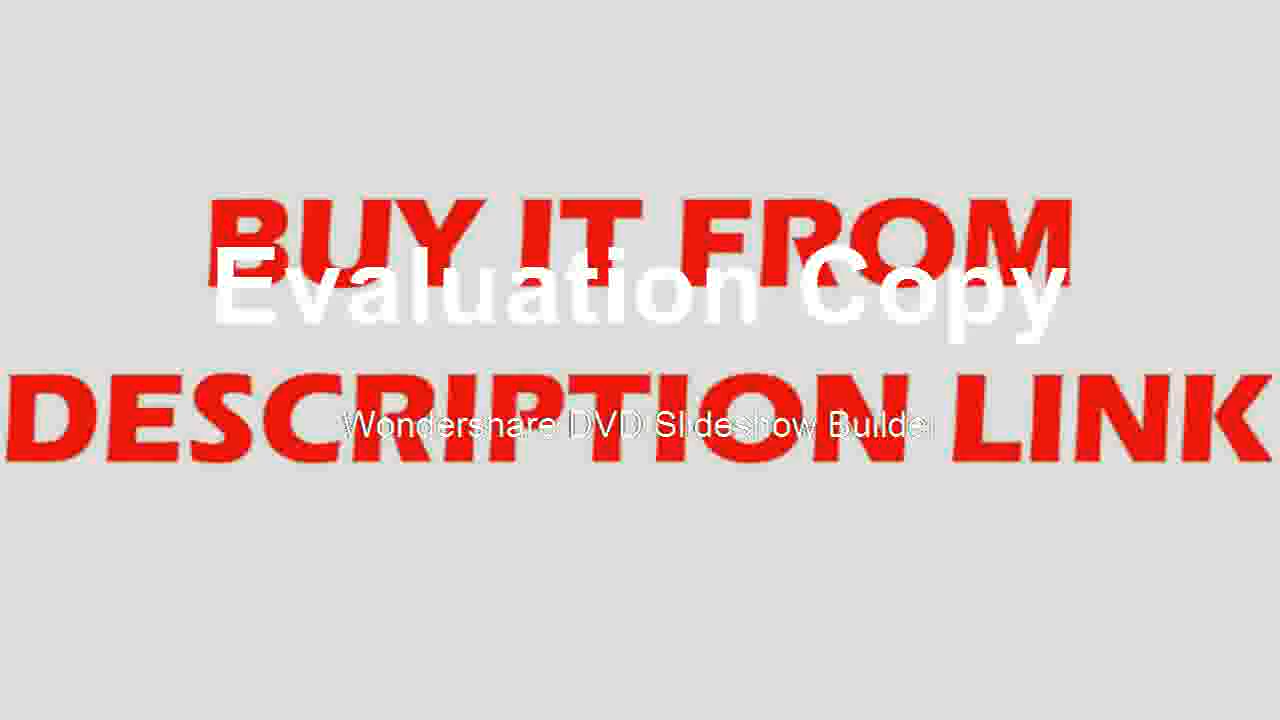 BUY IT FROM
Evaluation Copy
DESCRIPTION LINK
Wondershare DVD Slideshow Builder